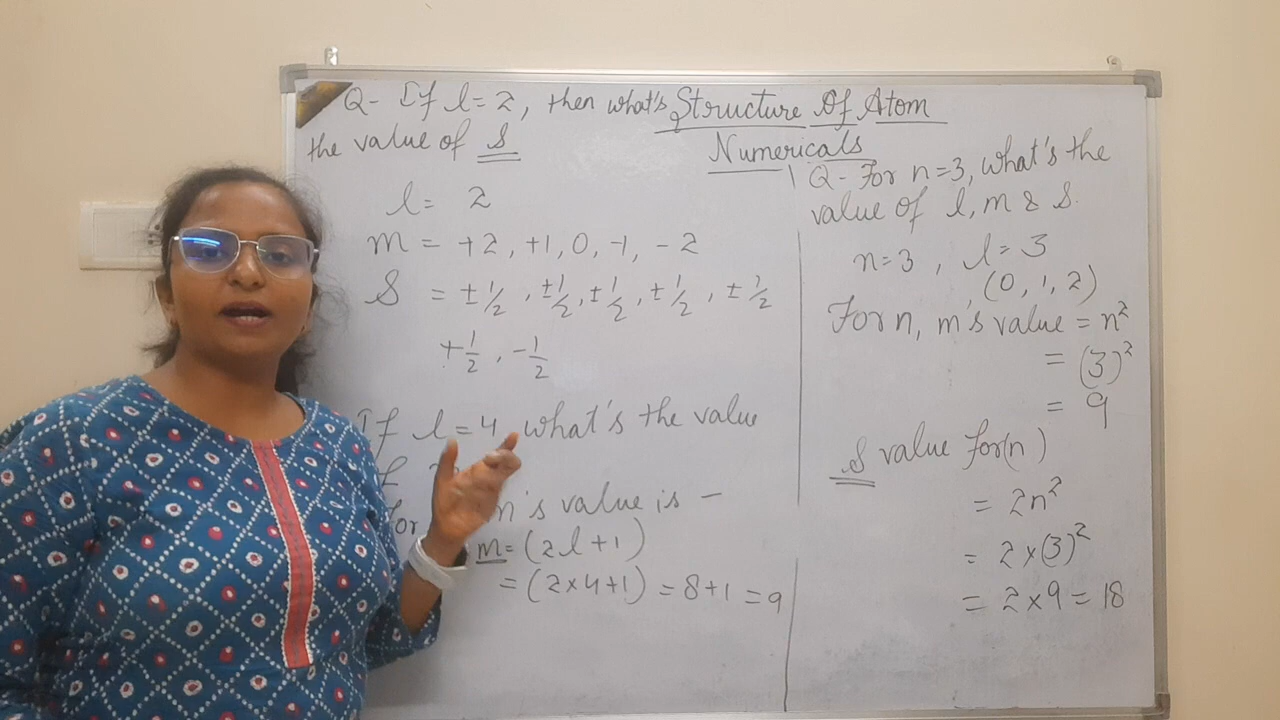 Structure Of Atom
Numericals
Q- If l = 2, then what's
the value of S
l = 2
m = +2, +1, 0, -1, -2
S = ±1/2, ±1/2, ±1/2, ±1/2, ±1/2
+1/2, -1/2
If l = 4, what's the value
m's value is -
m = (2l+1)
= (2×4+1) = 8+1 = 9
Q- For n=3, what's the
value of l, m & S.
n=3, l = 3
(0, 1, 2)
For n, m's value = n²
= (3)²
= 9
S value for(n)
= 2n²
= 2×(3)²
= 2×9 = 18